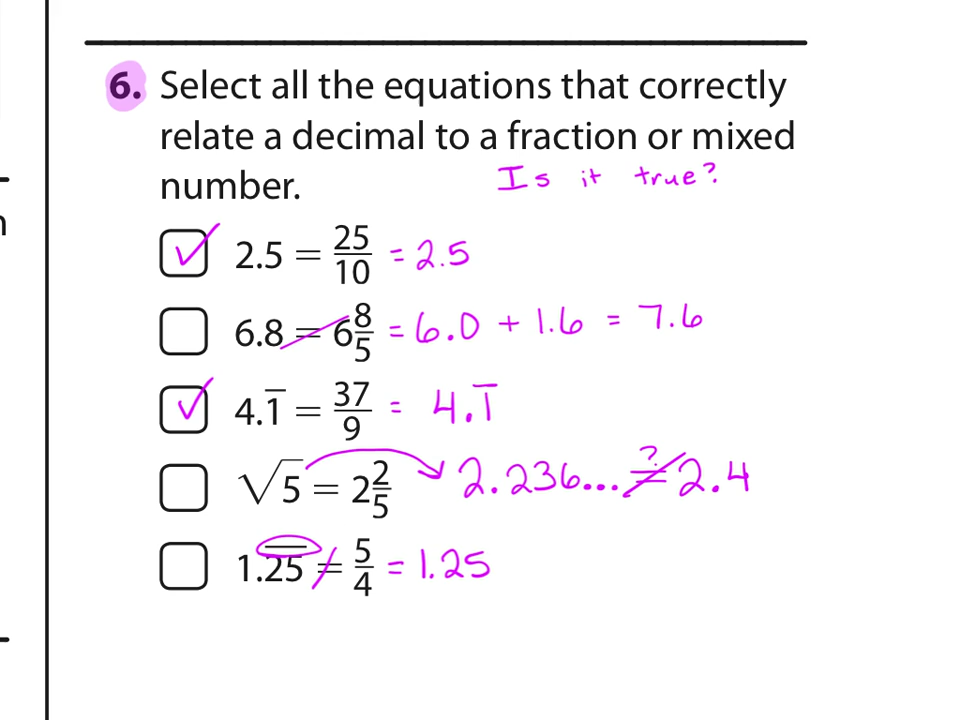 6. Select all the equations that correctly
relate a decimal to a fraction or mixed
number. Is it true?
✓ 2.5 = 25/10 = 2.5
6.8 ≠ 6 8/5 = 6.0 + 1.6 = 7.6
✓ 4.1̅ = 37/9 = 4.1̅
√5 = 2 2/5 → 2.236... ≠? 2.4
1.2̅5̅ ≠ 5/4 = 1.25